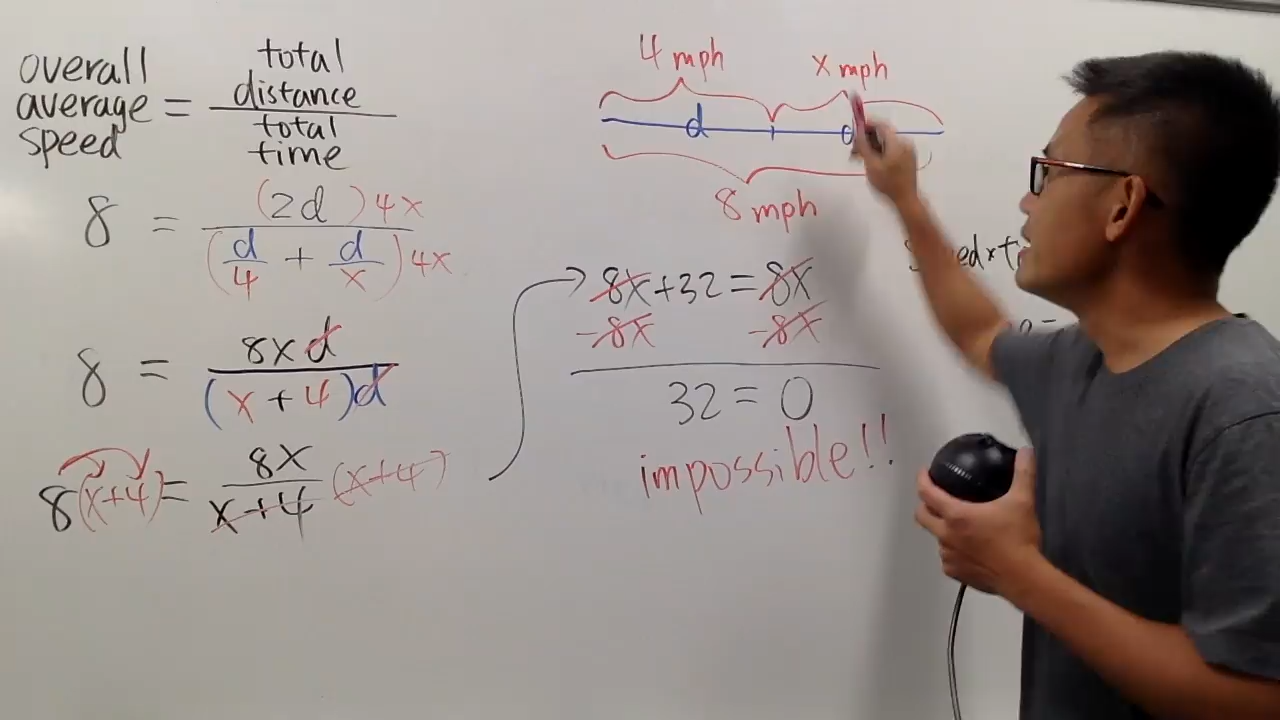 overall average speed = total distance / total time
8 = (2d)4x / (d/4 + d/x)4x
8 = 8xd / (x+4)d
8(x+4) = 8x / x+4 (x+4)
4 mph x mph
d d
8 mph
8x+32 = 8x
-8x -8x
32 = 0
impossible!!